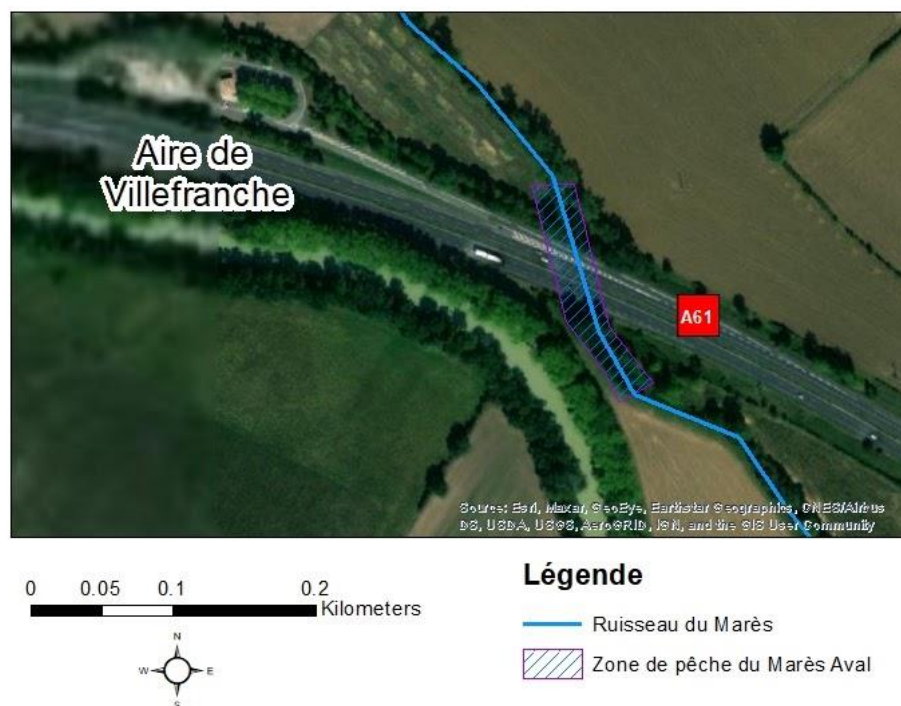 Aire de
Villefranche
A61
Source: Esri, Maxar, GeoEye, Earthstar Geographics, CNES/Airbus
DS, USDA, USGS, AeroGRID, IGN, and the GIS User Community
0 0.05 0.1 0.2
Kilometers
N
W E
S
Légende
Ruisseau du Marès
Zone de pêche du Marès Aval